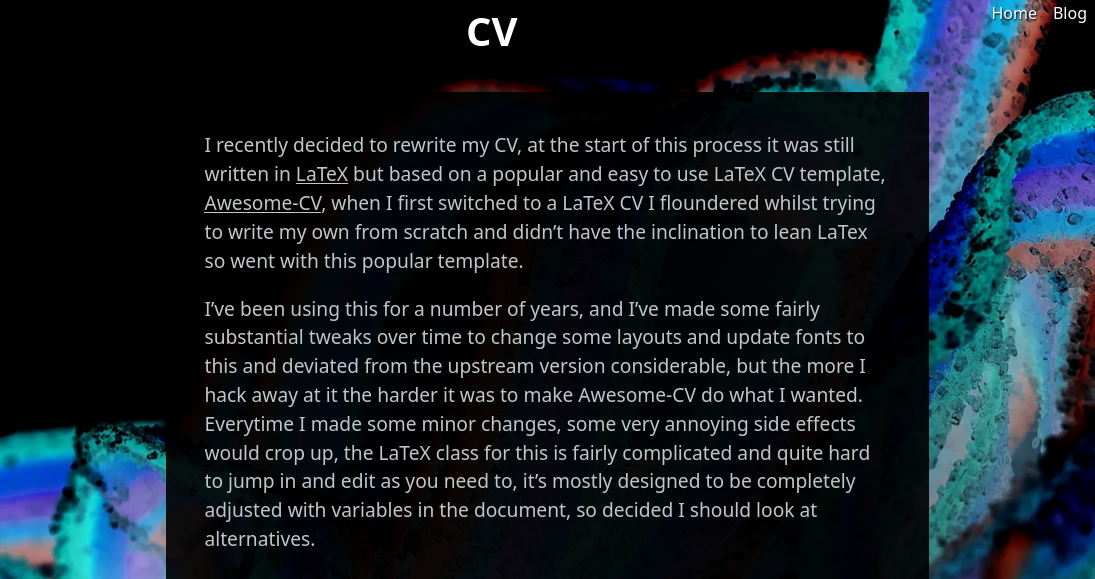 Home Blog
CV
I recently decided to rewrite my CV, at the start of this process it was still
written in LaTeX but based on a popular and easy to use LaTeX CV template,
Awesome-CV, when I first switched to a LaTeX CV I floundered whilst trying
to write my own from scratch and didn’t have the inclination to lean LaTex
so went with this popular template.
I’ve been using this for a number of years, and I’ve made some fairly
substantial tweaks over time to change some layouts and update fonts to
this and deviated from the upstream version considerable, but the more I
hack away at it the harder it was to make Awesome-CV do what I wanted.
Everytime I made some minor changes, some very annoying side effects
would crop up, the LaTeX class for this is fairly complicated and quite hard
to jump in and edit as you need to, it’s mostly designed to be completely
adjusted with variables in the document, so decided I should look at
alternatives.